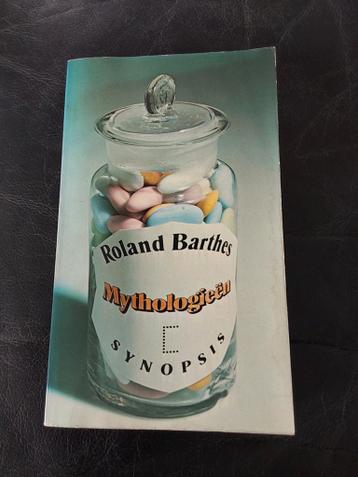 Roland Barthes
Mythologieën
SYNOPSIS